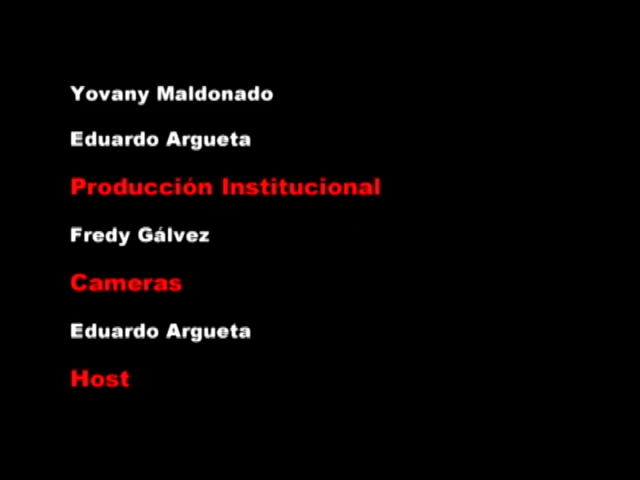 Yovany Maldonado
Eduardo Argueta
Producción Institucional
Fredy Gálvez
Cameras
Eduardo Argueta
Host